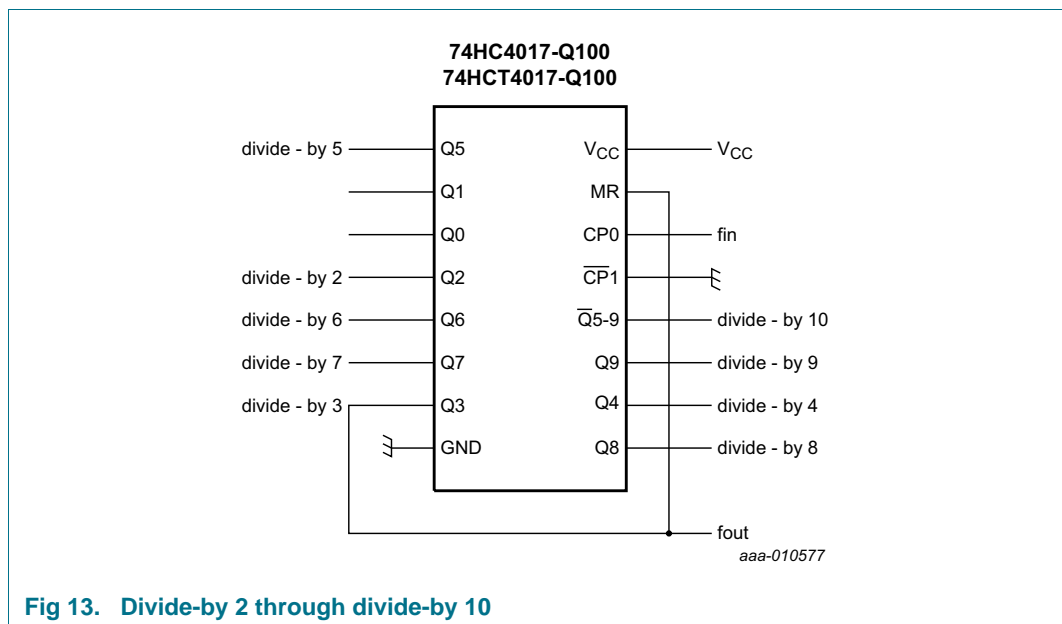 74HC4017-Q100
74HCT4017-Q100
divide - by 5 Q5 VCC VCC
Q1 MR
Q0 CP0 fin
divide - by 2 Q2 C̅P̅1
divide - by 6 Q6 Q̅5-9 divide - by 10
divide - by 7 Q7 Q9 divide - by 9
divide - by 3 Q3 Q4 divide - by 4
GND Q8 divide - by 8
fout
aaa-010577
Fig 13. Divide-by 2 through divide-by 10